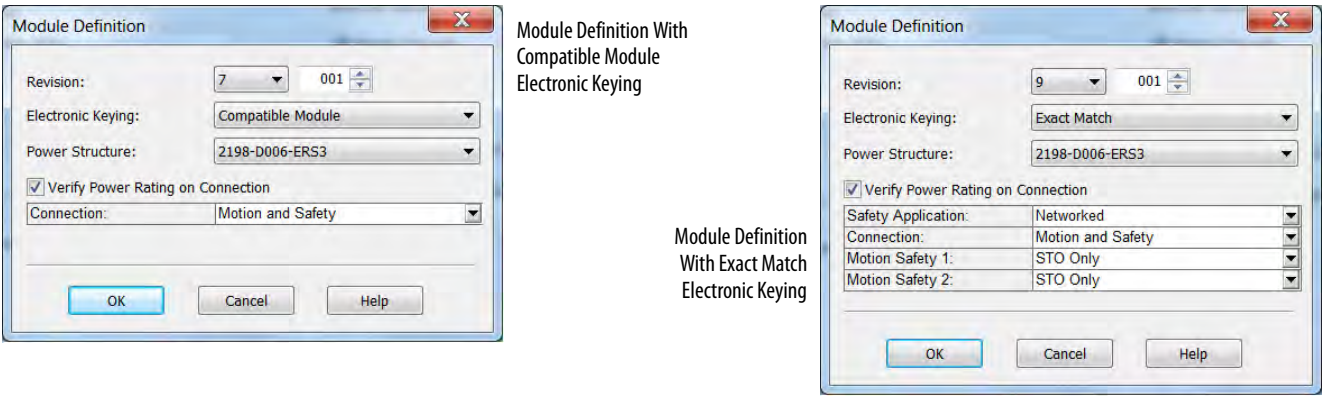 Module Definition
Revision: 7 001
Electronic Keying: Compatible Module
Power Structure: 2198-D006-ERS3
Verify Power Rating on Connection
Connection: Motion and Safety
OK Cancel Help
Module Definition With
Compatible Module
Electronic Keying
Module Definition
With Exact Match
Electronic Keying
Module Definition
Revision: 9 001
Electronic Keying: Exact Match
Power Structure: 2198-D006-ERS3
Verify Power Rating on Connection
Safety Application: Networked
Connection: Motion and Safety
Motion Safety 1: STO Only
Motion Safety 2: STO Only
OK Cancel Help